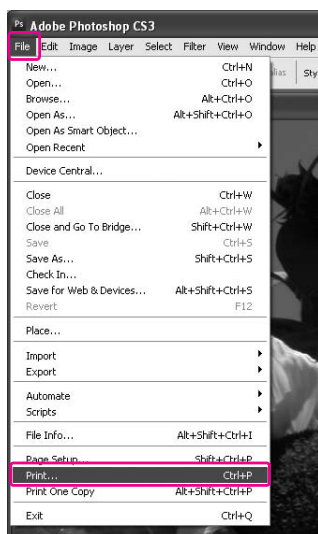 Ps Adobe Photoshop CS3
File Edit Image Layer Select Filter View Window Help
New... Ctrl+N
Open... Ctrl+O
Browse... Alt+Ctrl+O
Open As... Alt+Shift+Ctrl+O
Open As Smart Object...
Open Recent
Device Central...
Close Ctrl+W
Close All Alt+Ctrl+W
Close and Go To Bridge... Shift+Ctrl+W
Save Ctrl+S
Save As... Shift+Ctrl+S
Check In...
Save for Web & Devices... Alt+Shift+Ctrl+S
Revert F12
Place...
Import
Export
Automate
Scripts
File Info... Alt+Shift+Ctrl+I
Page Setup... Shift+Ctrl+P
Print... Ctrl+P
Print One Copy Alt+Shift+Ctrl+P
Exit Ctrl+Q